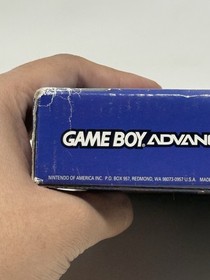 GAME BOY ADVANC
NINTENDO OF AMERICA INC. P.O. BOX 957, REDMOND, WA 98073-0957 U.S.A. MADE